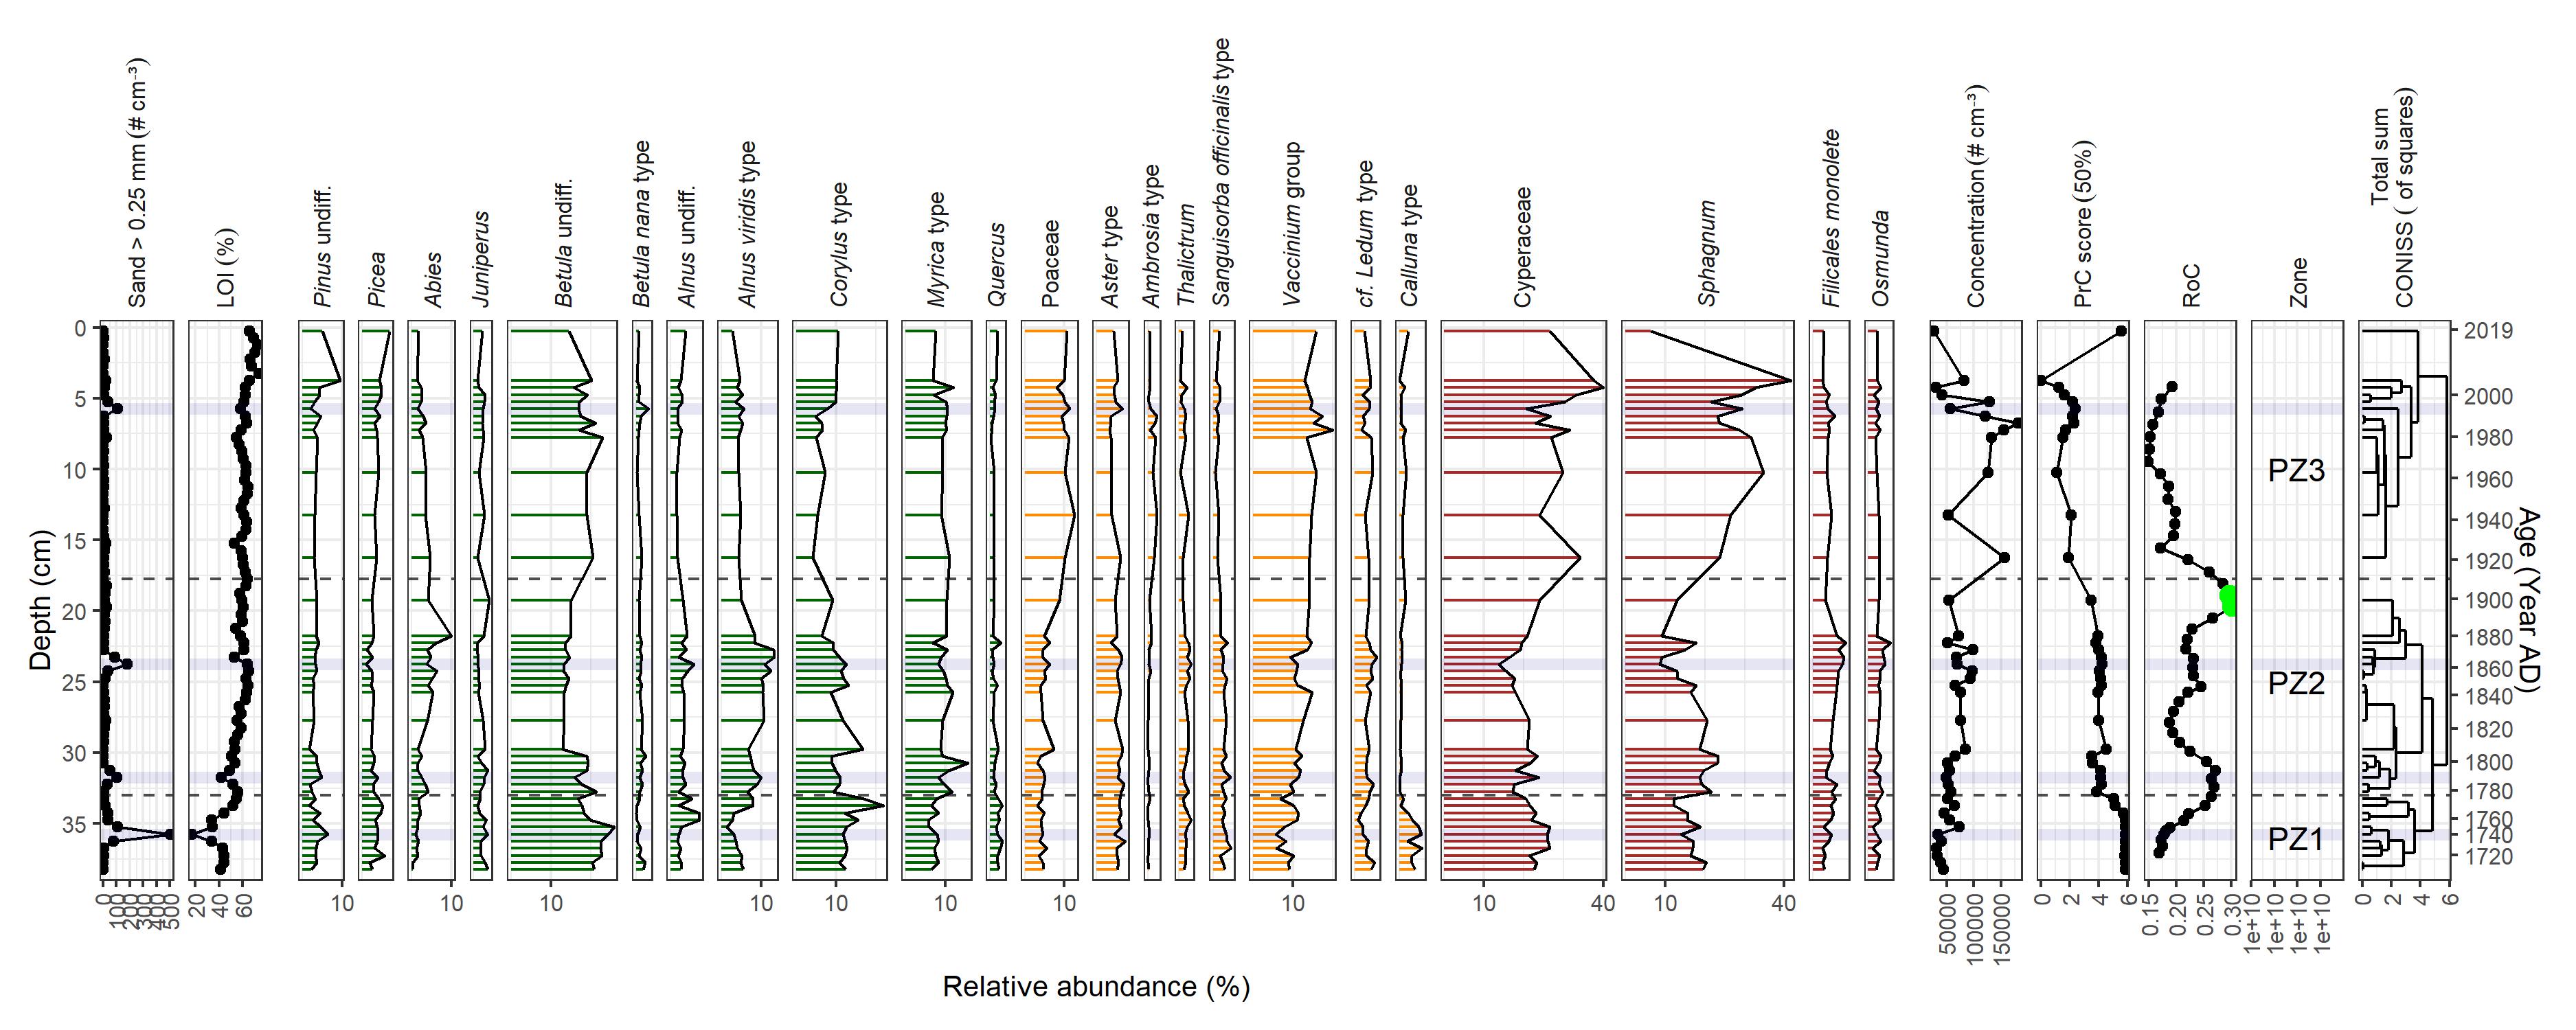 Sand > 0.25 mm (# cm⁻³)
LOI (%)
Pinus undiff.
Picea
Abies
Juniperus
Betula undiff.
Betula nana type
Alnus undiff.
Alnus viridis type
Corylus type
Myrica type
Quercus
Poaceae
Aster type
Ambrosia type
Thalictrum
Sanguisorba officinalis type
Vaccinium group
cf. Ledum type
Calluna type
Cyperaceae
Sphagnum
Filicales monolete
Osmunda
Concentration (# cm⁻³)
PrC score (50%)
RoC
Zone
Total sum
CONISS ( of squares)
Depth (cm)
0
5
10
15
20
25
30
35
PZ3
PZ2
PZ1
2019
2000
1980
1960
1940
1920
1900
1880
1860
1840
1820
1800
1780
1760
1740
1720
Age (Year AD)
0 100 200 300 400 500
20 40 60
10
10
10
10
10
10
10
10
10
10 40
10 40
50000 100000 150000
0 2 4 6
0.15 0.20 0.25 0.30
1e+10 1e+10 1e+10 1e+10
0 2 4 6
Relative abundance (%)